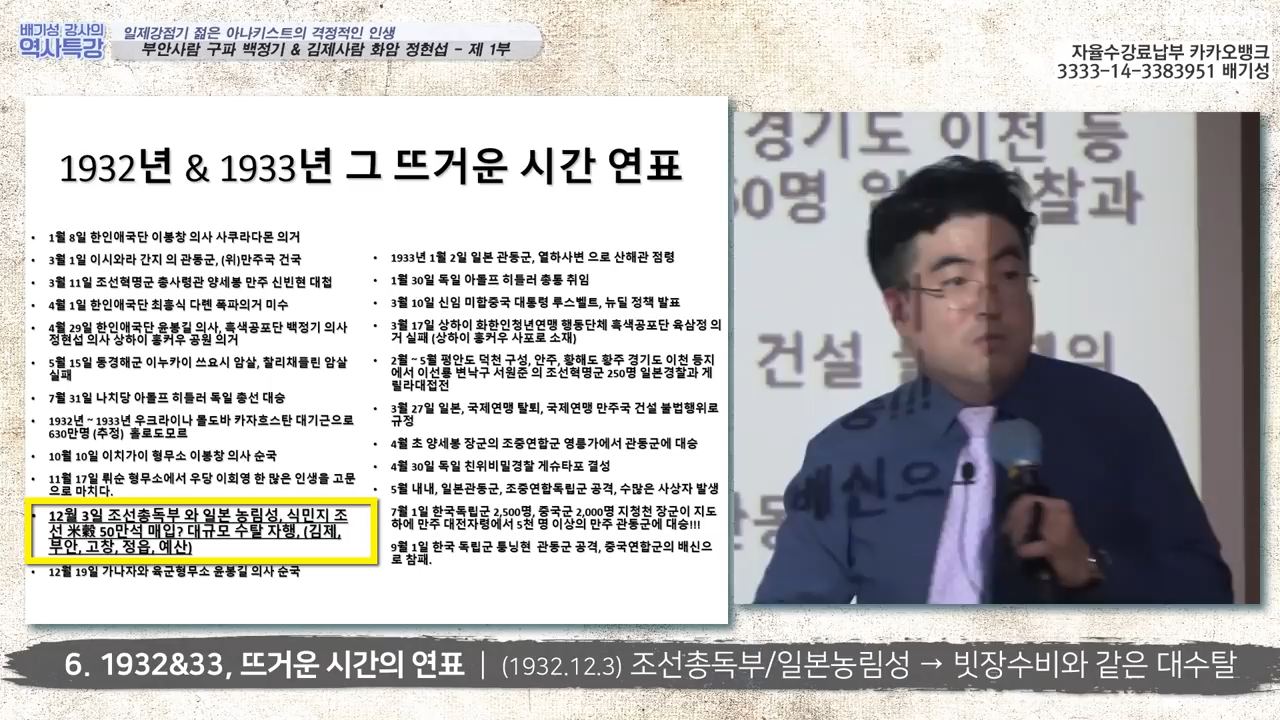 배기성 강사의
역사특강
일제강점기 젊은 아나키스트의 격정적인 인생
부안사람 구파 백정기 & 김제사람 화암 정현섭 - 제 1부
자율수강료납부 카카오뱅크
3333-14-3383951 배기성
1932년 & 1933년 그 뜨거운 시간 연표
• 1월 8일 한인애국단 이봉창 의사 사쿠라다몬 의거
• 3월 1일 이시와라 간지 의 관동군, (위)만주국 건국
• 3월 11일 조선혁명군 총사령관 양세봉 만주 신빈현 대첩
• 4월 1일 한인애국단 최흥식 다롄 폭파의거 미수
• 4월 29일 한인애국단 윤봉길 의사, 흑색공포단 백정기 의사
정현섭 의사 상하이 훙커우 공원 의거
• 5월 15일 동경해군 이누카이 쓰요시 암살, 찰리채플린 암살
실패
• 7월 31일 나치당 아돌프 히틀러 독일 총선 대승
• 1932년 ~ 1933년 우크라이나 몰도바 카자흐스탄 대기근으로
630만명 (추정) 홀로도모르
• 10월 10일 이치가이 형무소 이봉창 의사 순국
• 11월 17일 뤼순 형무소에서 우당 이회영 한 많은 인생을 고문
으로 마치다.
• 12월 3일 조선총독부 와 일본 농림성, 식민지 조
선 米穀 50만석 매입? 대규모 수탈 자행, (김제,
부안, 고창, 정읍, 예산)
• 12월 19일 가나자와 육군형무소 윤봉길 의사 순국
• 1933년 1월 2일 일본 관동군, 열하사변 으로 산해관 점령
• 1월 30일 독일 아돌프 히틀러 총통 취임
• 3월 10일 신임 미합중국 대통령 루스벨트, 뉴딜 정책 발표
• 3월 17일 상하이 화한인청년연맹 행동단체 흑색공포단 육삼정 의
거 실패 (상하이 훙커우 사포로 소재)
• 2월 ~ 5월 평안도 덕천 구성, 안주, 황해도 황주 경기도 이천 등지
에서 이선룡 변낙구 서원준 의 조선혁명군 250명 일본경찰과 게
릴라대접전
• 3월 27일 일본, 국제연맹 탈퇴, 국제연맹 만주국 건설 불법행위로
규정
• 4월 초 양세봉 장군의 조중연합군 영릉가에서 관동군에 대승
• 4월 30일 독일 친위비밀경찰 게슈타포 결성
• 5월 내내, 일본관동군, 조중연합독립군 공격, 수많은 사상자 발생
• 7월 1일 한국독립군 2,500명, 중국군 2,000명 지청천 장군이 지도
하에 만주 대전자령에서 5천 명 이상의 만주 관동군에 대승!!!
• 9월 1일 한국 독립군 퉁닝현 관동군 공격, 중국연합군의 배신으
로 참패.
경기도 이천 등
50명 일 찰과
건설
배신으
6. 1932&33, 뜨거운 시간의 연표 | (1932.12.3) 조선총독부/일본농림성 → 빗장수비와 같은 대수탈